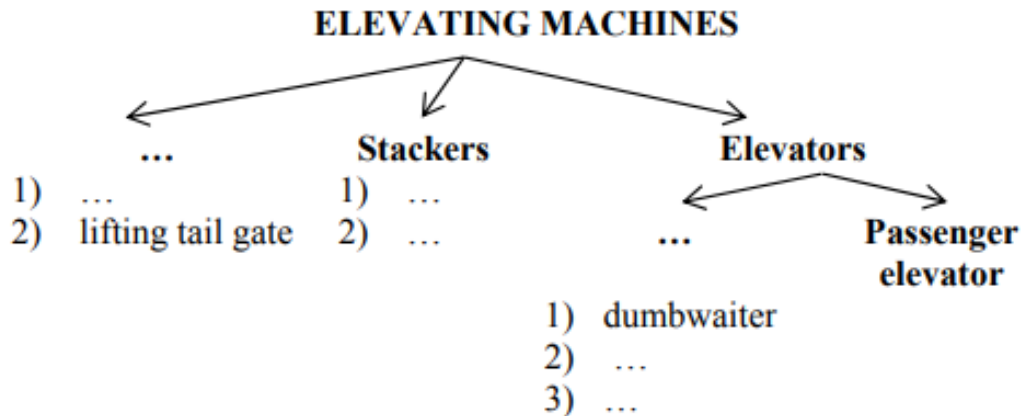 ELEVATING MACHINES
… Stackers Elevators
1) … 1) …
2) lifting tail gate 2) … … Passenger
elevator
1) dumbwaiter
2) …
3) …